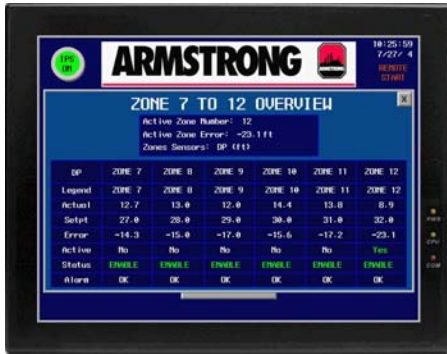 IPS
ON
ARMSTRONG
10:25:59
7/27/ 4
REMOTE
START
ZONE 7 TO 12 OVERVIEW
X
Active Zone Number: 12
Active Zone Error: -23.1ft
Zones Sensors: DP (ft)
DP ZONE 7 ZONE 8 ZONE 9 ZONE 10 ZONE 11 ZONE 12
Legend ZONE 7 ZONE 8 ZONE 9 ZONE 10 ZONE 11 ZONE 12
Actual 12.7 13.0 12.0 14.4 13.8 8.9
Setpt 27.0 28.0 29.0 30.0 31.0 32.0
Error -14.3 -15.0 -17.0 -15.6 -17.2 -23.1
Active No No No No No Yes
Status ENABLE ENABLE ENABLE ENABLE ENABLE ENABLE
Alarm OK OK OK OK OK OK
PWR
CPU
COM